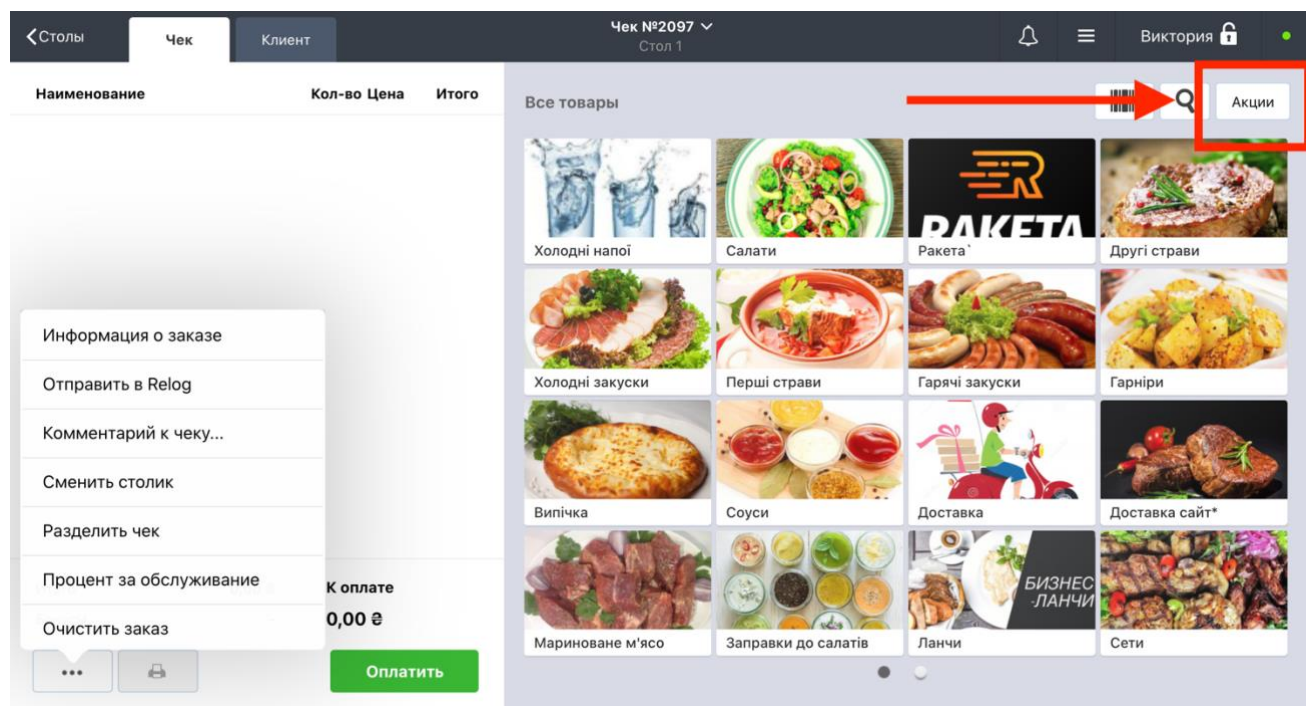 Столы
Чек
Клиент
Чек №2097
Стол 1
Виктория
Наименование
Кол-во Цена
Итого
Все товары
Акции
Холодні напої
Салати
RAKETA
Ракета`
Другі страви
Холодні закуски
Перші страви
Гарячі закуски
Гарніри
Випічка
Соуси
Доставка
Доставка сайт*
БИЗНЕС
-ЛАНЧИ
Мариноване м'ясо
Заправки до салатів
Ланчи
Сети
Информация о заказе
Отправить в Relog
Комментарий к чеку...
Сменить столик
Разделить чек
Процент за обслуживание
Очистить заказ
К оплате
0,00 ₴
Оплатить